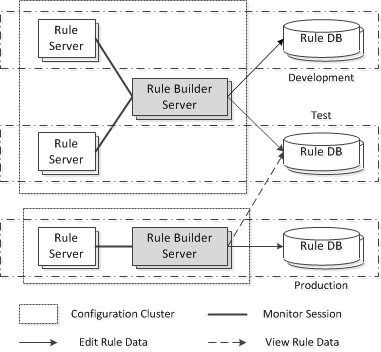 Rule
Server
Rule DB
Development
Rule Builder
Server
Test
Rule
Server
Rule DB
Rule
Server
Rule Builder
Server
Rule DB
Production
Configuration Cluster
Monitor Session
Edit Rule Data
View Rule Data